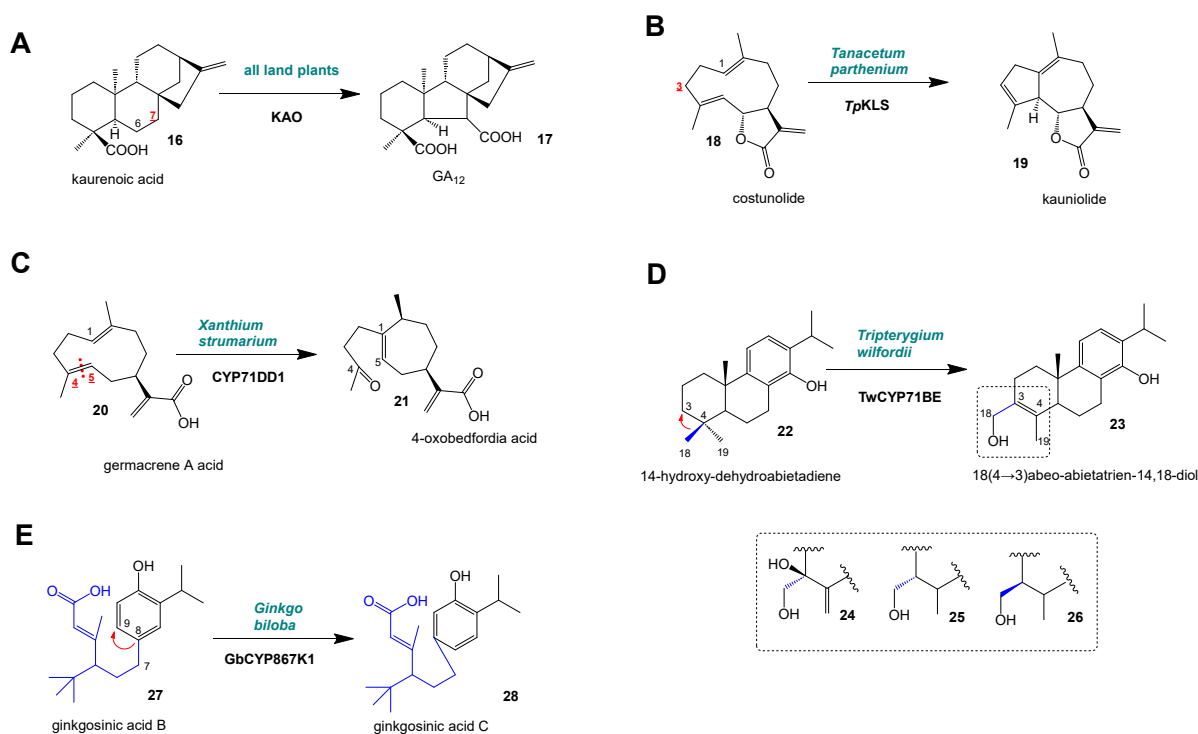 A
all land plants
KAO
7
6
H
H
COOH
16
COOH
COOH
17
kaurenoic acid
GA12
B
Tanacetum
parthenium
TpKLS
1
3
O
O
18
H
O
O
19
costunolide
kauniolide
C
Xanthium
strumarium
CYP71DD1
1
4
5
O
OH
20
1
5
4
O
O
OH
21
germacrene A acid
4-oxobedfordia acid
D
Tripterygium
wilfordii
TwCYP71BE
OH
3
4
18
19
22
OH
18
3
4
19
OH
23
14-hydroxy-dehydroabietadiene
18(4→3)abeo-abietatrien-14,18-diol
HO
OH
24
OH
25
OH
26
E
Ginkgo
biloba
GbCYP867K1
OH
O
OH
9
8
7
27
OH
O
OH
28
ginkgosinic acid B
ginkgosinic acid C